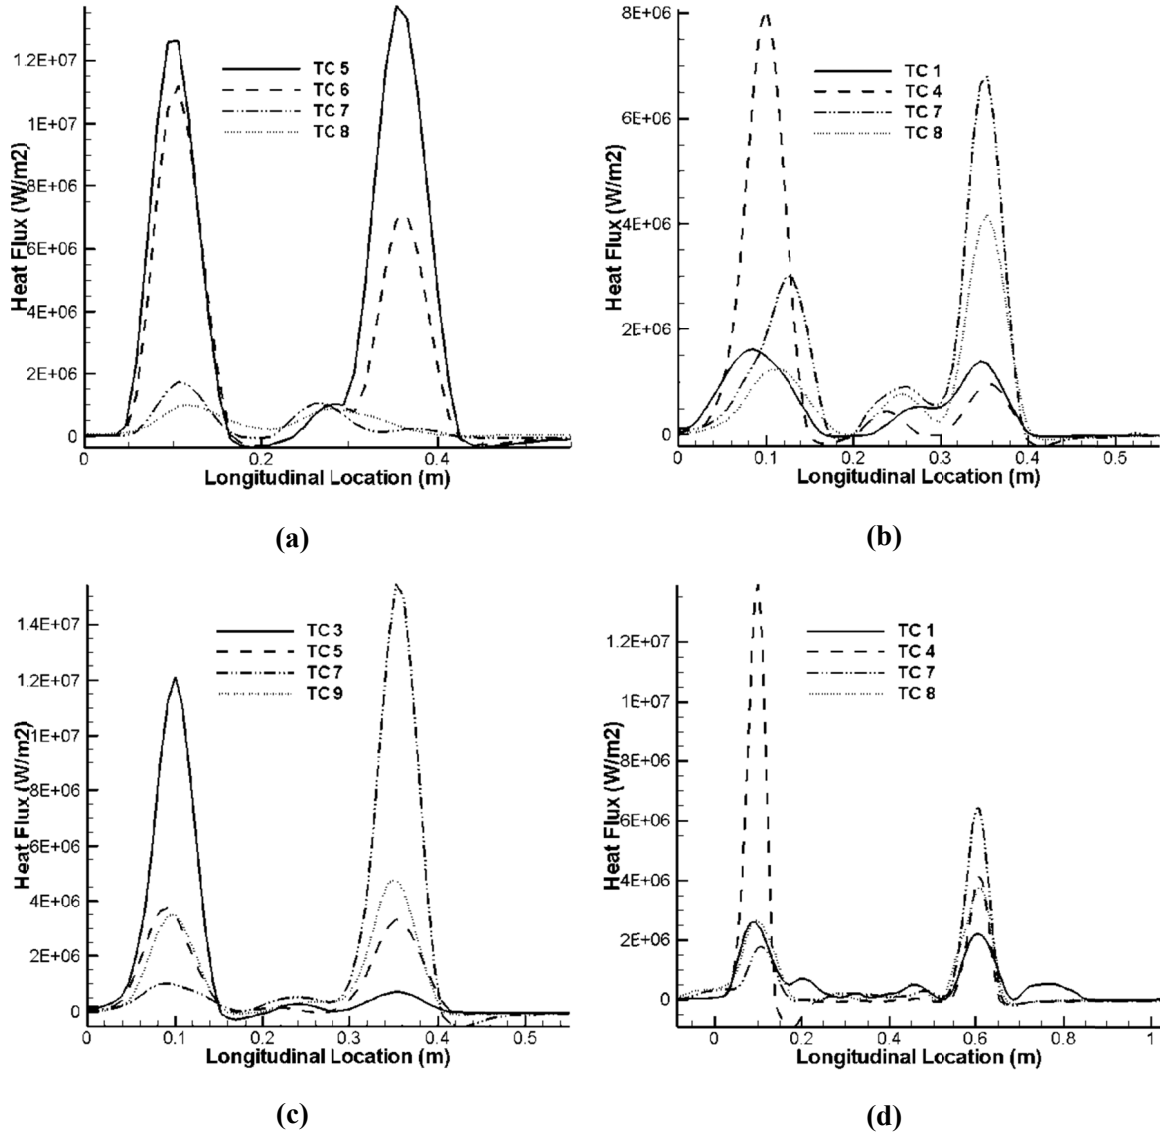 Heat Flux (W/m2)
1.2E+07
1E+07
8E+06
6E+06
4E+06
2E+06
0
TC 5
TC 6
TC 7
TC 8
0 0.2 0.4
Longitudinal Location (m)
(a)
Heat Flux (W/m2)
8E+06
6E+06
4E+06
2E+06
0
TC 1
TC 4
TC 7
TC 8
0 0.1 0.2 0.3 0.4 0.5
Longitudinal Location (m)
(b)
Heat Flux (W/m2)
1.4E+07
1.2E+07
1E+07
8E+06
6E+06
4E+06
2E+06
0
TC 3
TC 5
TC 7
TC 9
0 0.1 0.2 0.3 0.4 0.5
Longitudinal Location (m)
(c)
Heat Flux (W/m2)
1.2E+07
1E+07
8E+06
6E+06
4E+06
2E+06
0
TC 1
TC 4
TC 7
TC 8
0 0.2 0.4 0.6 0.8 1
Longitudinal Location (m)
(d)